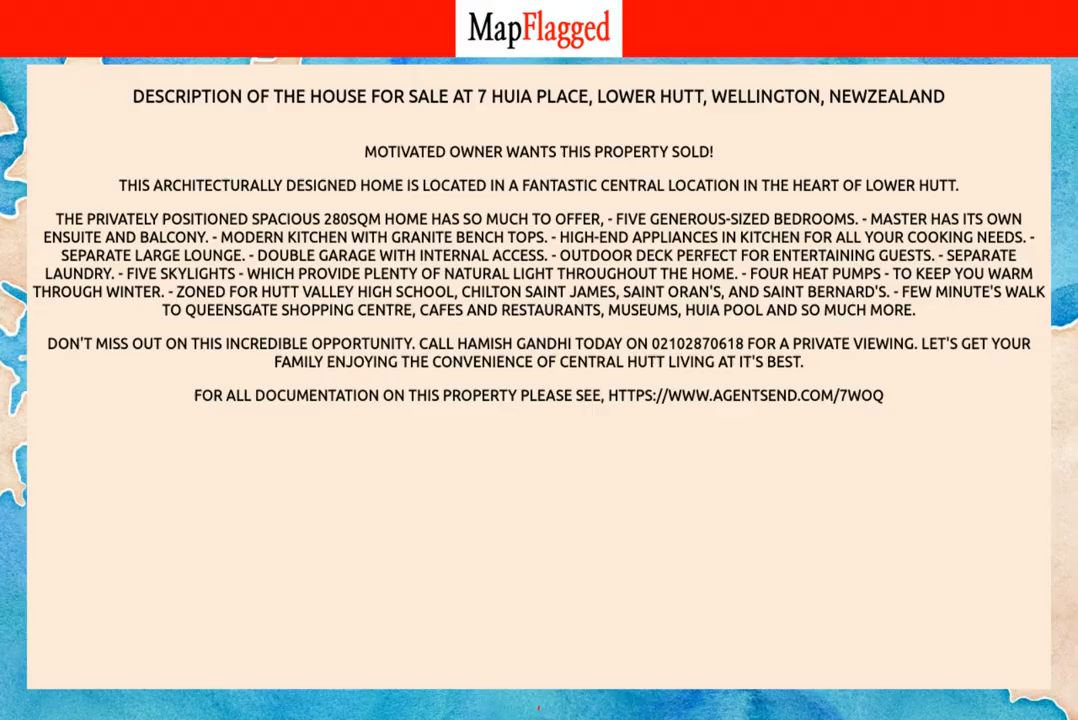 MapFlagged
DESCRIPTION OF THE HOUSE FOR SALE AT 7 HUIA PLACE, LOWER HUTT, WELLINGTON, NEWZEALAND
MOTIVATED OWNER WANTS THIS PROPERTY SOLD!
THIS ARCHITECTURALLY DESIGNED HOME IS LOCATED IN A FANTASTIC CENTRAL LOCATION IN THE HEART OF LOWER HUTT.
THE PRIVATELY POSITIONED SPACIOUS 280SQM HOME HAS SO MUCH TO OFFER, - FIVE GENEROUS-SIZED BEDROOMS. - MASTER HAS ITS OWN
ENSUITE AND BALCONY. - MODERN KITCHEN WITH GRANITE BENCH TOPS. - HIGH-END APPLIANCES IN KITCHEN FOR ALL YOUR COOKING NEEDS. -
SEPARATE LARGE LOUNGE. - DOUBLE GARAGE WITH INTERNAL ACCESS. - OUTDOOR DECK PERFECT FOR ENTERTAINING GUESTS. - SEPARATE
LAUNDRY. - FIVE SKYLIGHTS - WHICH PROVIDE PLENTY OF NATURAL LIGHT THROUGHOUT THE HOME. - FOUR HEAT PUMPS - TO KEEP YOU WARM
THROUGH WINTER. - ZONED FOR HUTT VALLEY HIGH SCHOOL, CHILTON SAINT JAMES, SAINT ORAN'S, AND SAINT BERNARD'S. - FEW MINUTE'S WALK
TO QUEENSGATE SHOPPING CENTRE, CAFES AND RESTAURANTS, MUSEUMS, HUIA POOL AND SO MUCH MORE.
DON'T MISS OUT ON THIS INCREDIBLE OPPORTUNITY. CALL HAMISH GANDHI TODAY ON 02102870618 FOR A PRIVATE VIEWING. LET'S GET YOUR
FAMILY ENJOYING THE CONVENIENCE OF CENTRAL HUTT LIVING AT IT'S BEST.
FOR ALL DOCUMENTATION ON THIS PROPERTY PLEASE SEE, HTTPS://WWW.AGENTSEND.COM/7WOQ